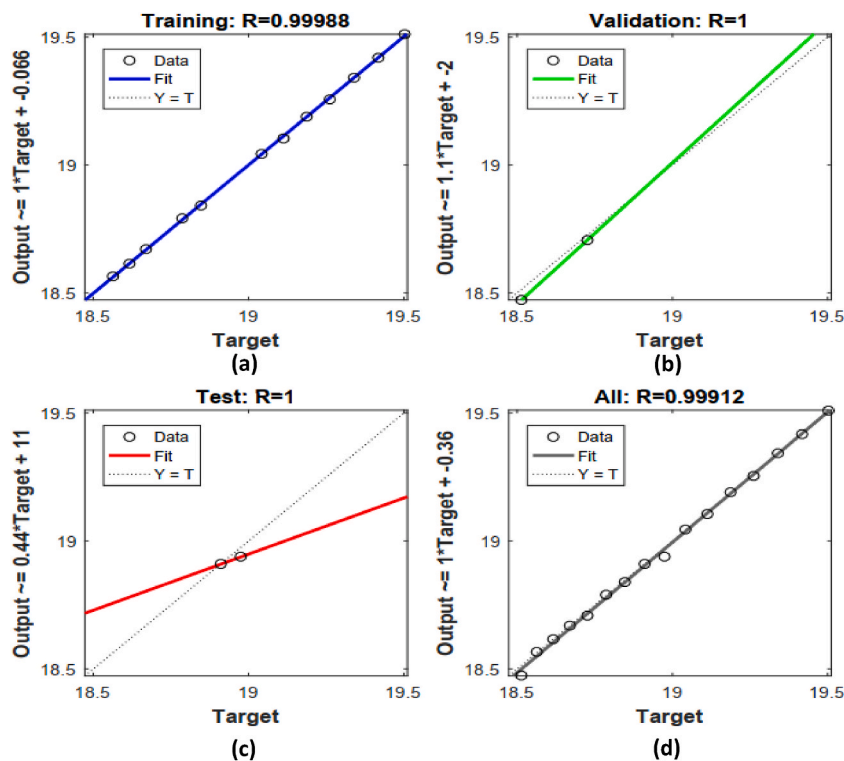 Training: R=0.99988
Output ~= 1*Target + -0.066
19.5
19
18.5
Data
Fit
Y = T
18.5
19
19.5
Target
(a)
Validation: R=1
Output ~= 1.1*Target + -2
19.5
19
18.5
Data
Fit
Y = T
18.5
19
19.5
Target
(b)
Test: R=1
Output ~= 0.44*Target + 11
19.5
19
18.5
Data
Fit
Y = T
18.5
19
19.5
Target
(c)
All: R=0.99912
Output ~= 1*Target + -0.36
19.5
19
18.5
Data
Fit
Y = T
18.5
19
19.5
Target
(d)